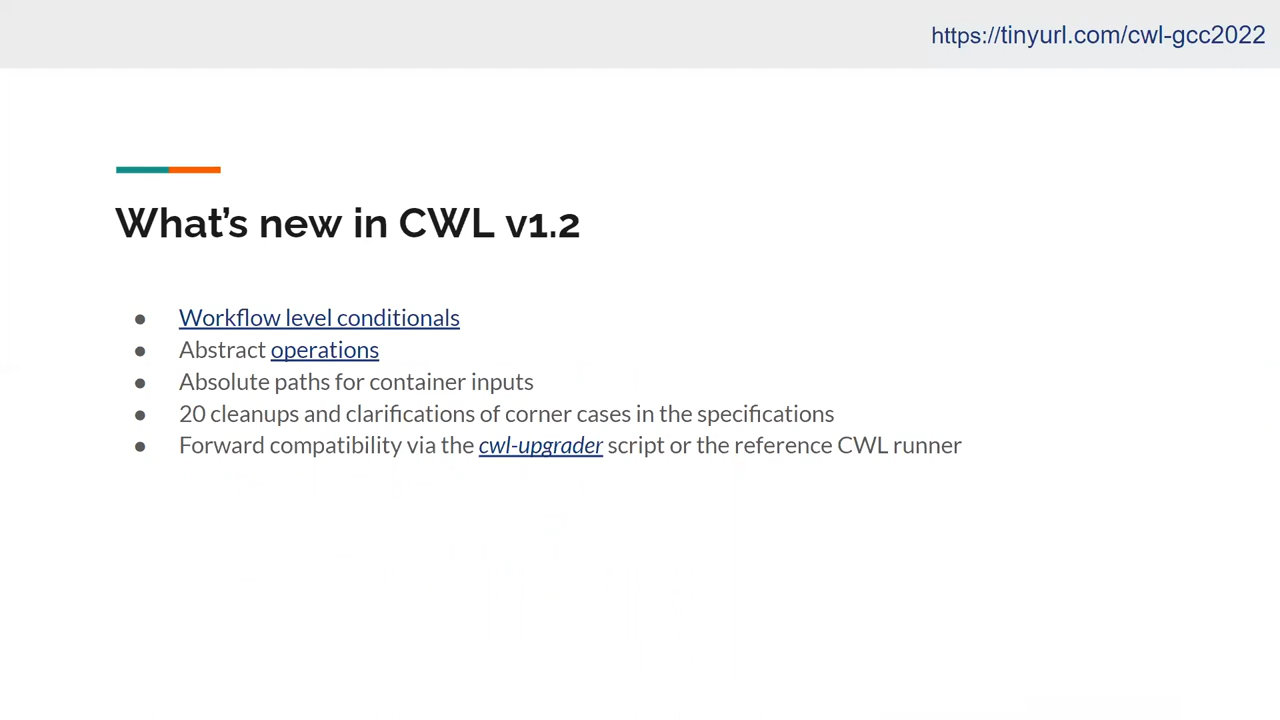 https://tinyurl.com/cwl-gcc2022
What's new in CWL v1.2
● Workflow level conditionals
● Abstract operations
● Absolute paths for container inputs
● 20 cleanups and clarifications of corner cases in the specifications
● Forward compatibility via the cwl-upgrader script or the reference CWL runner